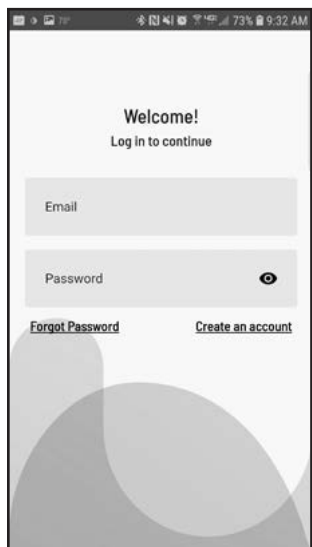 73% 9:32 AM
Welcome!
Log in to continue
Email
Password
Forgot Password
Create an account